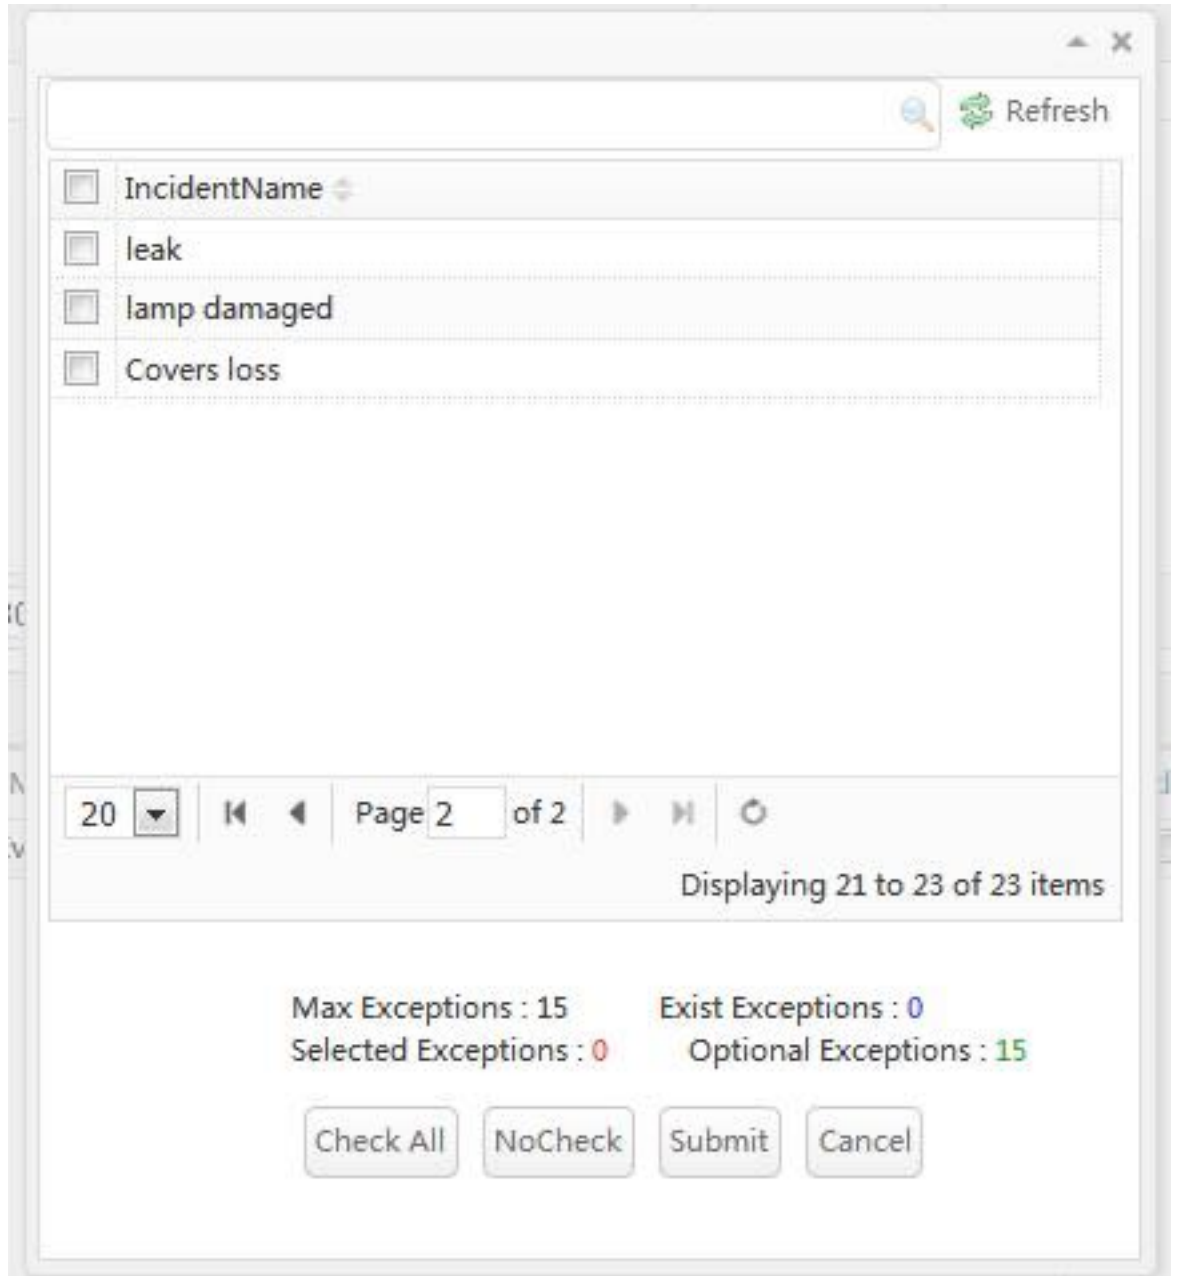 Refresh
IncidentName
leak
lamp damaged
Covers loss
20 Page 2 of 2
Displaying 21 to 23 of 23 items
Max Exceptions : 15 Exist Exceptions : 0
Selected Exceptions : 0 Optional Exceptions : 15
Check All NoCheck Submit Cancel